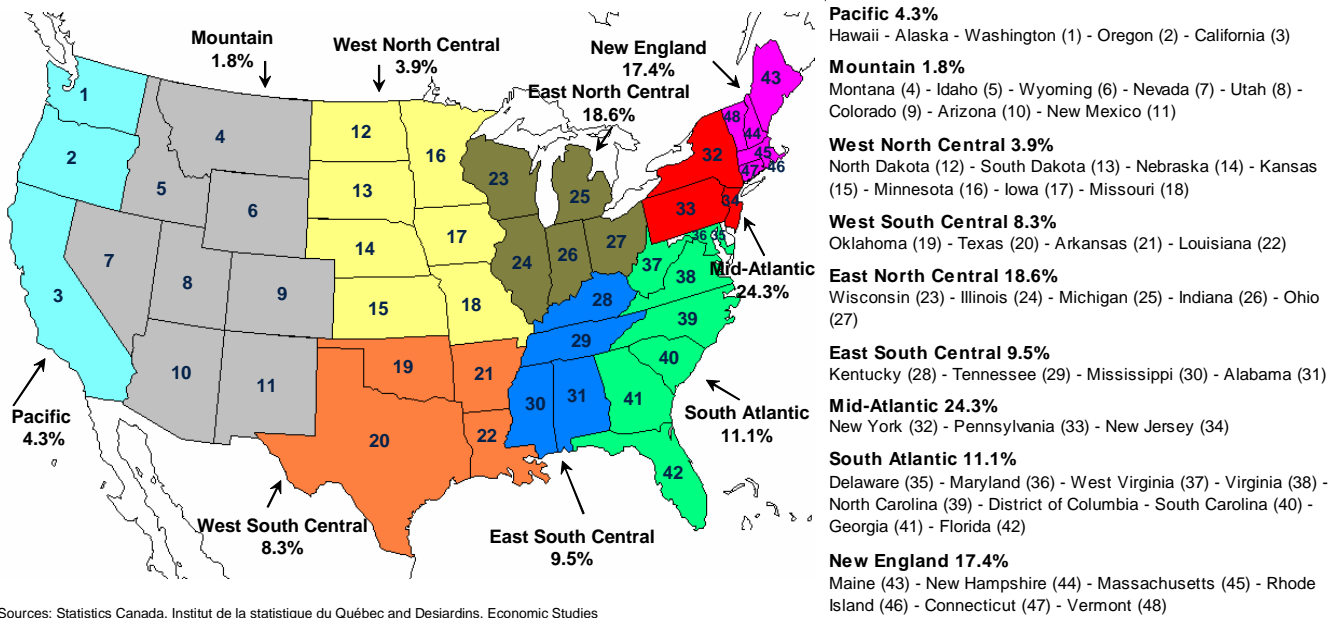 Mountain
1.8%
West North Central
3.9%
New England
17.4%
East North Central
18.6%
Mid-Atlantic
24.3%
Pacific
4.3%
South Atlantic
11.1%
West South Central
8.3%
East South Central
9.5%
1
2
3
4
5
6
7
8
9
10
11
12
13
14
15
16
17
18
19
20
21
22
23
24
25
26
27
28
29
30
31
32
33
34
35
36
37
38
39
40
41
42
43
44
45
46
47
48
Pacific 4.3%
Hawaii - Alaska - Washington (1) - Oregon (2) - California (3)
Mountain 1.8%
Montana (4) - Idaho (5) - Wyoming (6) - Nevada (7) - Utah (8) -
Colorado (9) - Arizona (10) - New Mexico (11)
West North Central 3.9%
North Dakota (12) - South Dakota (13) - Nebraska (14) - Kansas
(15) - Minnesota (16) - Iowa (17) - Missouri (18)
West South Central 8.3%
Oklahoma (19) - Texas (20) - Arkansas (21) - Louisiana (22)
East North Central 18.6%
Wisconsin (23) - Illinois (24) - Michigan (25) - Indiana (26) - Ohio
(27)
East South Central 9.5%
Kentucky (28) - Tennessee (29) - Mississippi (30) - Alabama (31)
Mid-Atlantic 24.3%
New York (32) - Pennsylvania (33) - New Jersey (34)
South Atlantic 11.1%
Delaware (35) - Maryland (36) - West Virginia (37) - Virginia (38) -
North Carolina (39) - District of Columbia - South Carolina (40) -
Georgia (41) - Florida (42)
New England 17.4%
Maine (43) - New Hampshire (44) - Massachusetts (45) - Rhode
Island (46) - Connecticut (47) - Vermont (48)
Sources: Statistics Canada, Institut de la statistique du Québec and Desjardins, Economic Studies